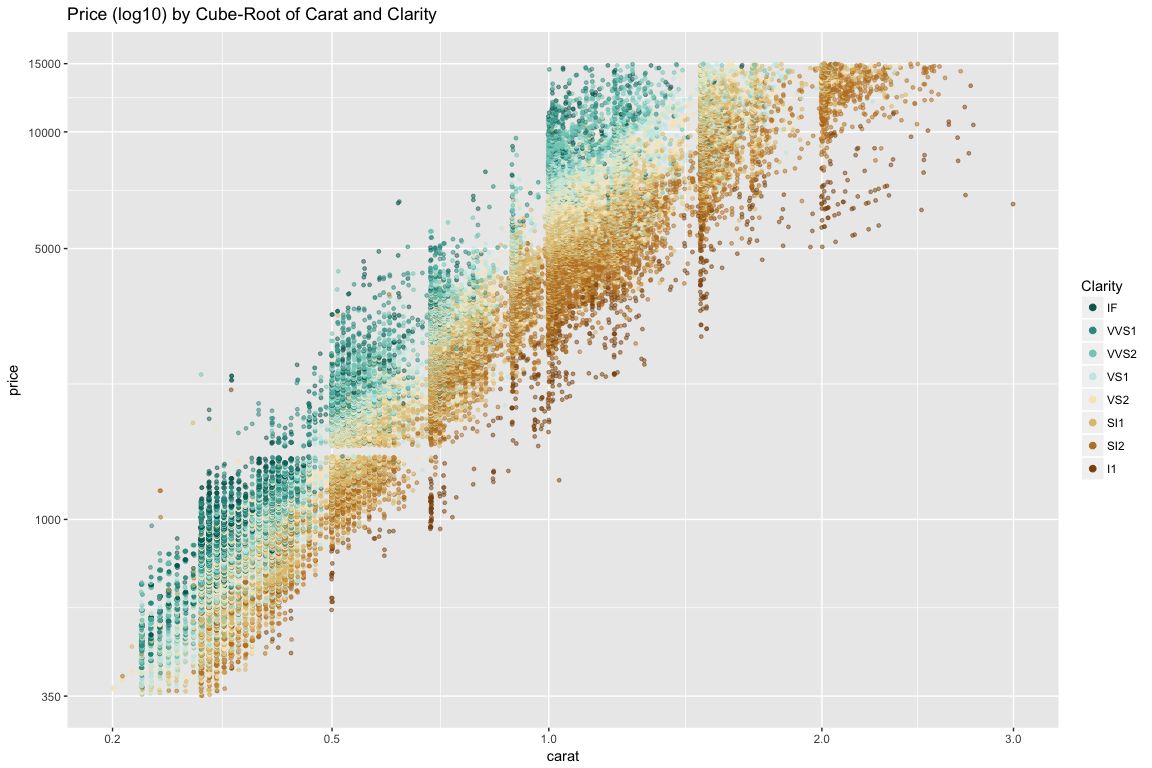 Price (log10) by Cube-Root of Carat and Clarity
15000
10000
5000
1000
350
price
0.2 0.5 1.0 2.0 3.0
carat
Clarity
IF
VVS1
VVS2
VS1
VS2
SI1
SI2
I1